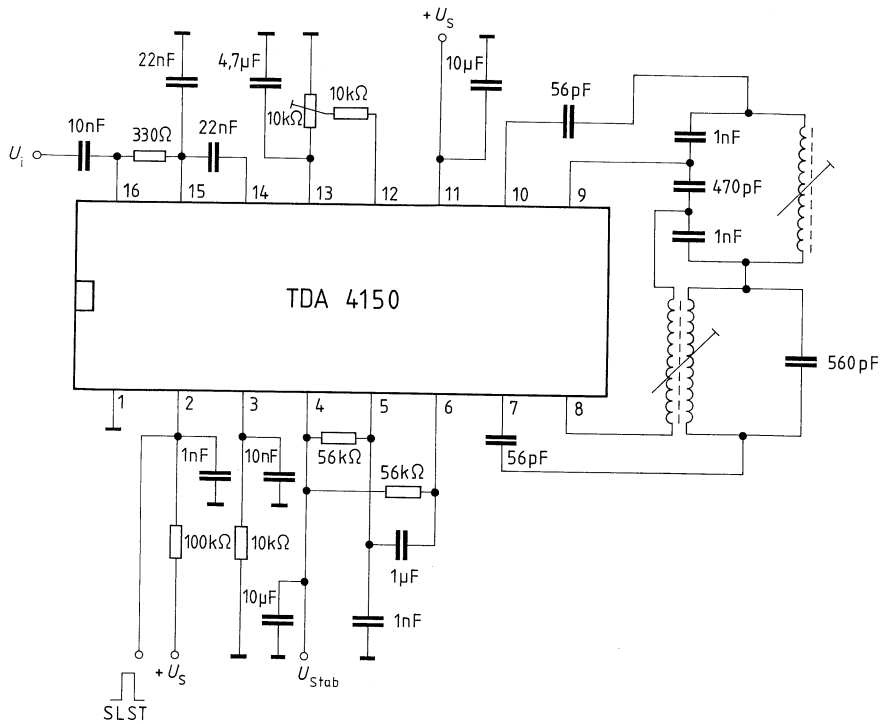 + U_S
22nF
4,7µF
10µF
56pF
10kΩ
10kΩ
10nF
330Ω
22nF
1nF
U_i
470pF
16
15
14
13
12
11
10
9
1nF
TDA 4150
560pF
1
2
3
4
5
6
7
8
1nF
10nF
56kΩ
56pF
56kΩ
100kΩ
10kΩ
1µF
10µF
1nF
+ U_S
U_Stab
SLST